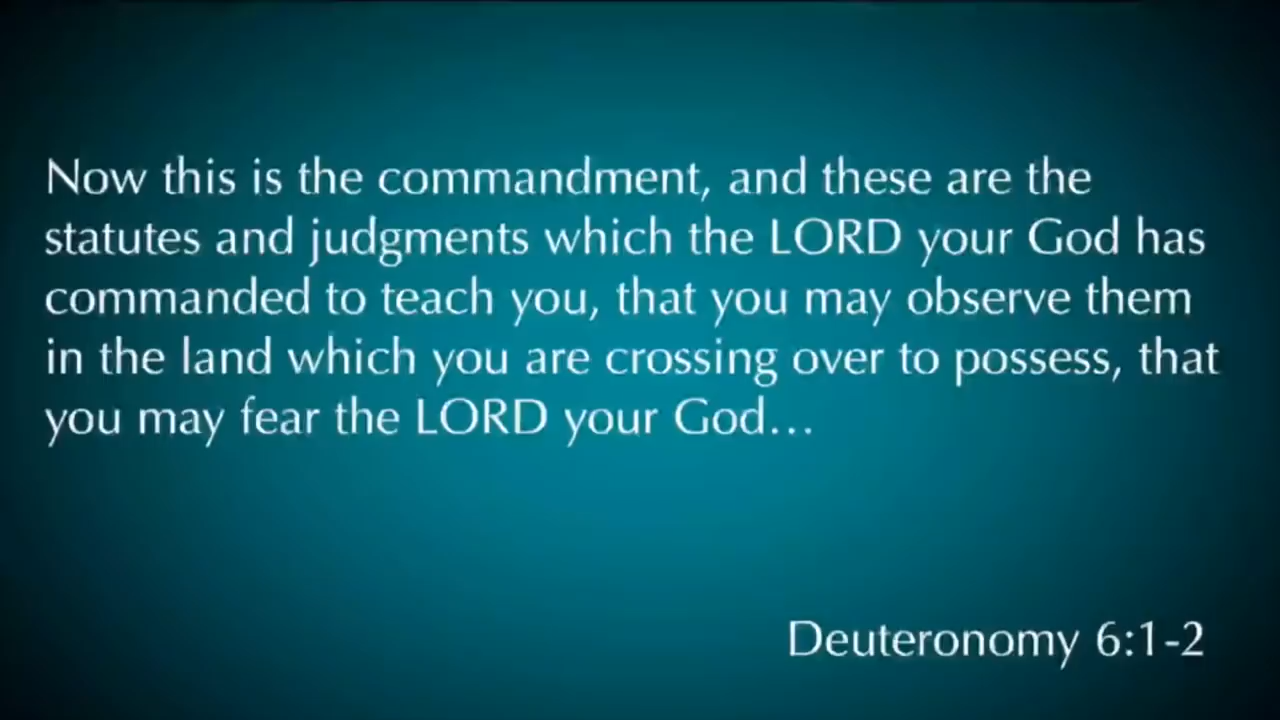 Now this is the commandment, and these are the
statutes and judgments which the LORD your God has
commanded to teach you, that you may observe them
in the land which you are crossing over to possess, that
you may fear the LORD your God...
Deuteronomy 6:1-2